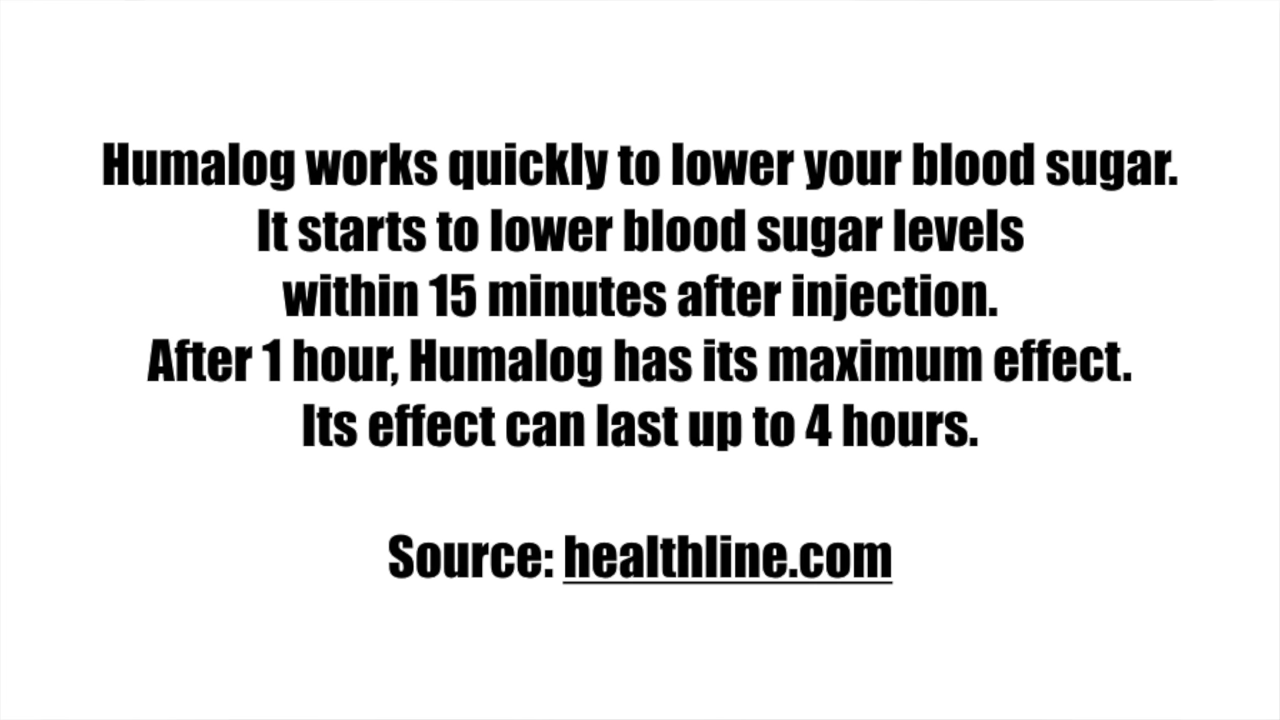 Humalog works quickly to lower your blood sugar.
It starts to lower blood sugar levels
within 15 minutes after injection.
After 1 hour, Humalog has its maximum effect.
Its effect can last up to 4 hours.
Source: healthline.com